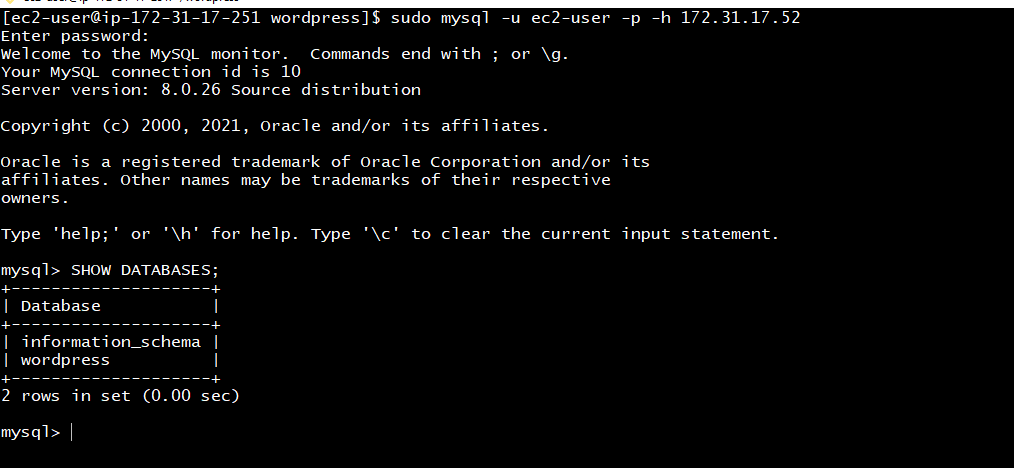 [ec2-user@ip-172-31-17-251 wordpress]$ sudo mysql -u ec2-user -p -h 172.31.17.52
Enter password:
Welcome to the MySQL monitor.  Commands end with ; or \g.
Your MySQL connection id is 10
Server version: 8.0.26 Source distribution

Copyright (c) 2000, 2021, Oracle and/or its affiliates.

Oracle is a registered trademark of Oracle Corporation and/or its
affiliates. Other names may be trademarks of their respective
owners.

Type 'help;' or '\h' for help. Type '\c' to clear the current input statement.

mysql> SHOW DATABASES;
+--------------------+
| Database           |
+--------------------+
| information_schema |
| wordpress          |
+--------------------+
2 rows in set (0.00 sec)

mysql>